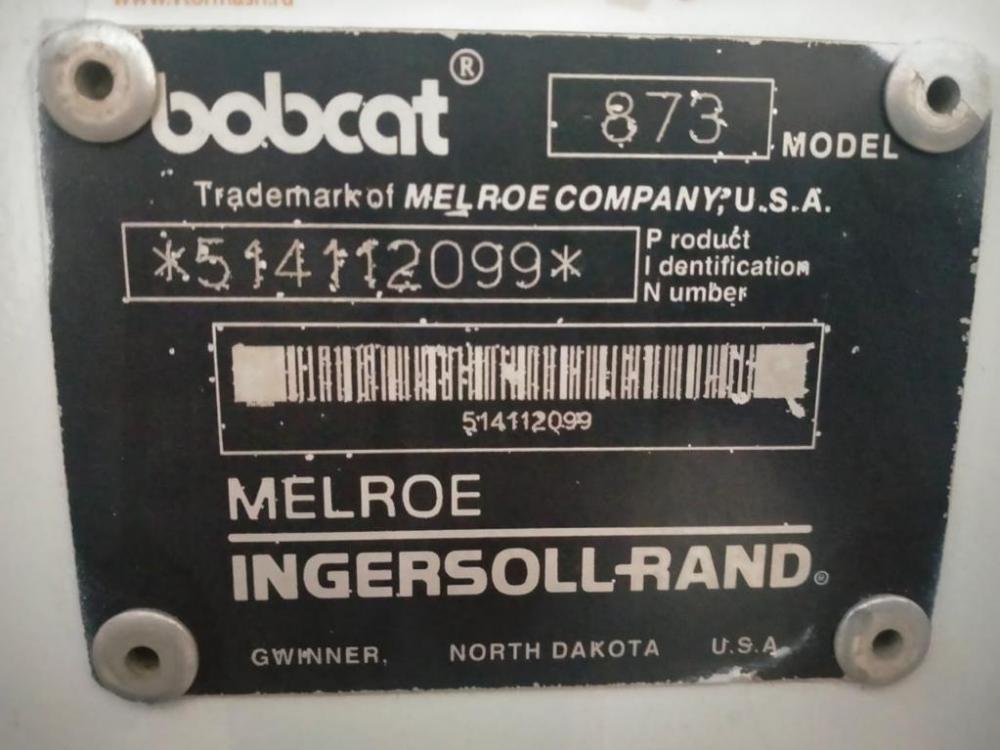 bobcat®
873 MODEL
Trademark of MELROE COMPANY, U.S.A.
*514112099*
Product
Identification
Number
514112099
MELROE
INGERSOLL-RAND®
GWINNER, NORTH DAKOTA U.S.A.